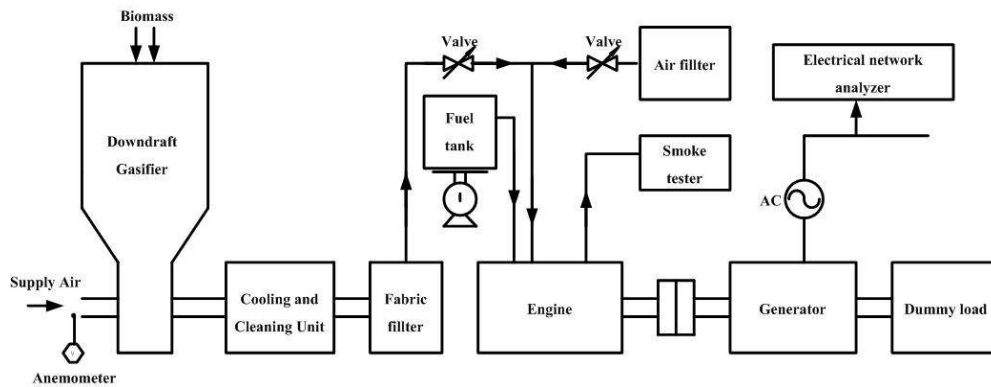 Biomass
Downdraft
Gasifier
Supply Air
Anemometer
Cooling and
Cleaning Unit
Fabric
fillter
Valve
Valve
Air fillter
Fuel
tank
Smoke
tester
Engine
Electrical network
analyzer
AC
Generator
Dummy load